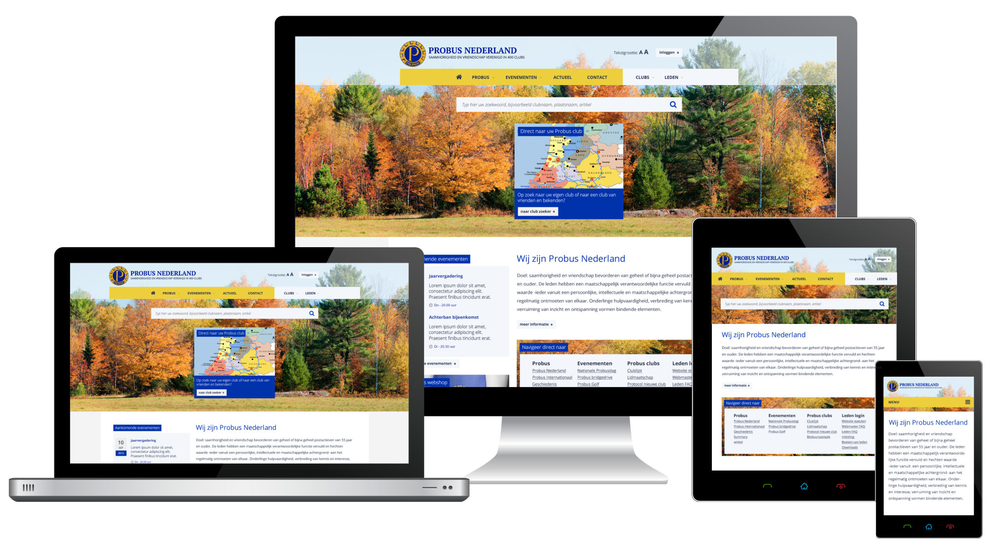 PROBUS NEDERLAND
SAAMHORIGHEID EN VRIENDSCHAP VERENIGD IN 400 CLUBS
Tekstgrootte: A A
Inloggen
PROBUS
EVENEMENTEN
ACTUEEL
CONTACT
CLUBS
LEDEN
Typ hier uw zoekwoord, bijvoorbeeld clubnaam, plaatsnaam, artikel
Direct naar uw Probus club
HOLLAND
FLEVO
LAND
DRENTHE
OVERIJSSEL
GELDERLAND
UTRECHT
SOUTH
HOLLAND
Op zoek naar uw eigen club of naar een club van
vrienden en bekenden?
naar club zoeker
nende evenementen
Jaarvergadering
Lorem ipsum dolor sit amet,
consectetur adipiscing elit.
Praesent finibus tincidunt erat.
Do - 20.00 uur
Achterban bijeenkomst
Lorem ipsum dolor sit amet,
consectetur adipiscing elit.
Praesent finibus tincidunt erat.
Di - 20.30 uur
e evenementen
s webshop
Wij zijn Probus Nederland
Doel: saamhorigheid en vriendschap bevorderen van geheel of bijna geheel postact
en ouder. De leden hebben een maatschappelijk verantwoordelijke functie vervuld
waarde -ieder vanuit een persoonlijke, intellectuele en maatschappelijke achtergror
regelmatig ontmoeten van elkaar. Onderlinge hulpvaardigheid, verbreding van ken
verruiming van inzicht en ontspanning vormen bindende elementen.
meer informatie
Navigeer direct naar
Probus
Probus Nederland
Probus Internationaal
Geschiedenis
Evenementen
Nationale Probusdag
Probus bridgedrive
Probus Golf
Probus clubs
Clublijst
Lidmaatschap
Protocol nieuwe club
Leden l
Website st
Webmaste
Leden FAQ
PROBUS NEDERLAND
SAAMHORIGHEID EN VRIENDSCHAP VERENIGD IN 400 CLUBS
Tekstgrootte: A A
Inloggen
PROBUS
EVENEMENTEN
ACTUEEL
CONTACT
CLUBS
LEDEN
Typ hier uw zoekwoord, bijvoorbeeld clubnaam, plaatsnaam, artikel
Direct naar uw Probus club
Op zoek naar uw eigen club of naar een club van
vrienden en bekenden?
naar club zoeker
Aankomende evenementen
10
SEP
2015
Jaarvergadering
Lorem ipsum dolor sit amet,
consectetur adipiscing elit.
Praesent finibus tincidunt erat.
Do - 20.00 uur
Wij zijn Probus Nederland
Doel: saamhorigheid en vriendschap bevorderen van geheel of bijna geheel postactieven van 55 jaar
en ouder. De leden hebben een maatschappelijk verantwoordelijke functie vervuld en hechten
waarde -ieder vanuit een persoonlijke, intellectuele en maatschappelijke achtergrond- aan het
regelmatig ontmoeten van elkaar. Onderlinge hulpvaardigheid, verbreding van kennis en interesse,
PROBUS NEDERLAND
SAAMHORIGHEID EN VRIENDSCHAP VERENIGD IN 400 CLUBS
Tekstgrootte: A A
Inloggen
PROBUS
EVENEMENTEN
ACTUEEL
CONTACT
CLUBS
LEDEN
Typ hier uw zoekwoord, bijvoorbeeld clubnaam, plaatsnaam, artikel
Wij zijn Probus Nederland
Doel: saamhorigheid en vriendschap bevorderen van geheel of bijna geheel postactieven van 55 jaar
en ouder. De leden hebben een maatschappelijk verantwoordelijke functie vervuld en hechten
waarde -ieder vanuit een persoonlijke, intellectuele en maatschappelijke achtergrond- aan het
regelmatig ontmoeten van elkaar. Onderlinge hulpvaardigheid, verbreding van kennis en interesse,
verruiming van inzicht en ontspanning vormen bindende elementen.
meer informatie
Navigeer direct naar
Probus
Probus Nederland
Probus Internationaal
Geschiedenis
Summary
winkel
Evenementen
Nationale Probusdag
Probus bridgedrive
Probus Golf
Probus clubs
Clublijst
Lidmaatschap
Protocol nieuwe club
Bestuursaanpak
Leden login
Website statuten
Webmaster FAQ
Leden FAQ
Inleiding
Boeken van leden
Downloads
PROBUS NEDERLAND
SAAMHORIGHEID EN VRIENDSCHAP VERENIGD IN 400 CLUBS
MENU
Wij zijn Probus Nederland
Doel: saamhorigheid en vriendschap
bevorderen van geheel of bijna geheel
postactieven van 55 jaar en ouder. De leden
hebben een maatschappelijk verantwoorde-
lijke functie vervuld en hechten waarde
-ieder vanuit een persoonlijke, intellectuele
en maatschappelijke achtergrond- aan het
regelmatig ontmoeten van elkaar. Onder-
linge hulpvaardigheid, verbreding van kennis
en interesse, verruiming van inzicht en
ontspanning vormen bindende elementen.